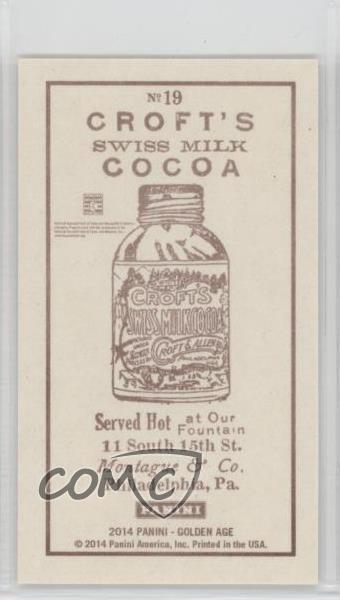 Nº 19
CROFT'S
SWISS MILK
COCOA
CROFT'S
SWISS MILK COCOA
CROFT & ALLEN
PHILADELPHIA
Served Hot at Our Fountain
11 South 15th St.
Montague & Co.
Philadelphia, Pa.
COMC
PANINI
2014 PANINI - GOLDEN AGE
© 2014 Panini America, Inc. Printed in the USA.